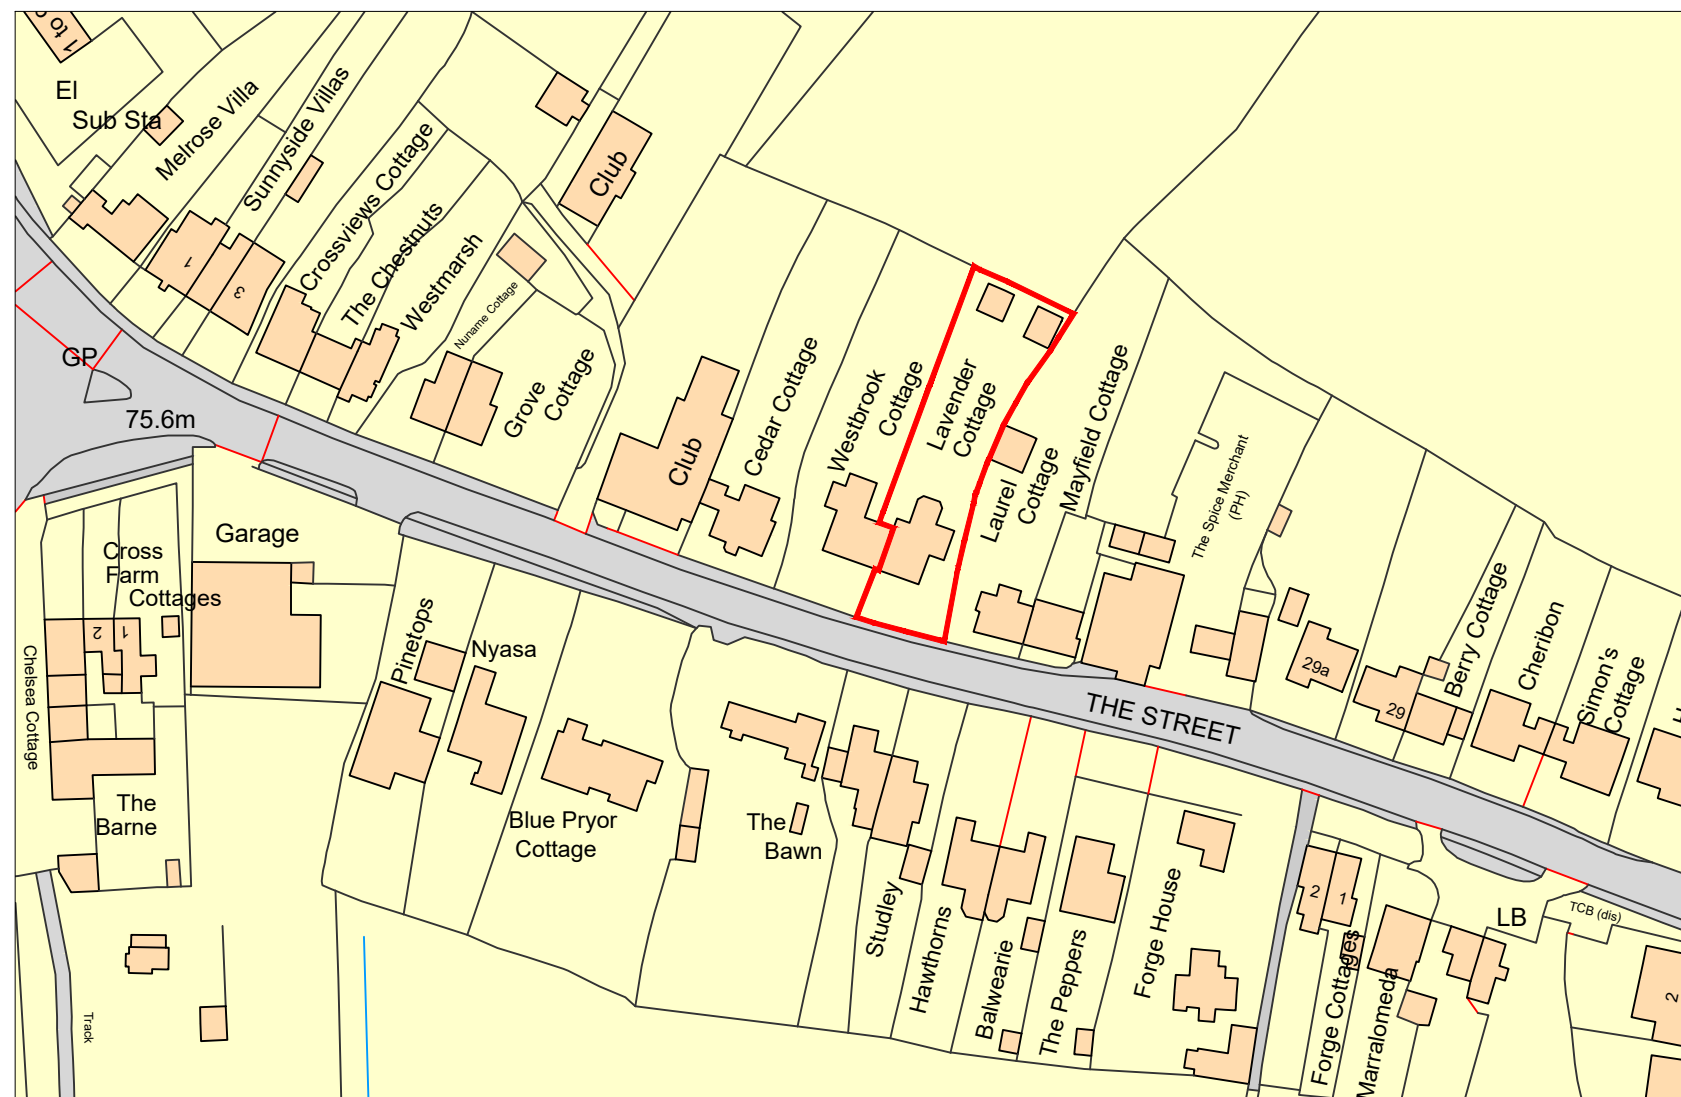 1 to
El
Sub Sta
Melrose Villa
Sunnyside Villas
Crossviews Cottage
The Chestnuts
Westmarsh
Nuname Cottage
Grove
Cottage
Club
Club
1
3
GP
75.6m
Cedar Cottage
Westbrook
Cottage
Lavender
Cottage
Laurel
Cottage
Mayfield Cottage
The Spice Merchant
(PH)
Garage
Cross
Farm
Cottages
2
1
Chelsea Cottage
The
Barne
Track
Pinetops
Nyasa
Blue Pryor
Cottage
The
Bawn
Studley
Hawthorns
Balwearie
The Peppers
Forge House
THE STREET
29a
29
Berry Cottage
Cheribon
Simon's
Cottage
2
1
Forge Cottages
Marralomeda
LB
TCB (dis)
2